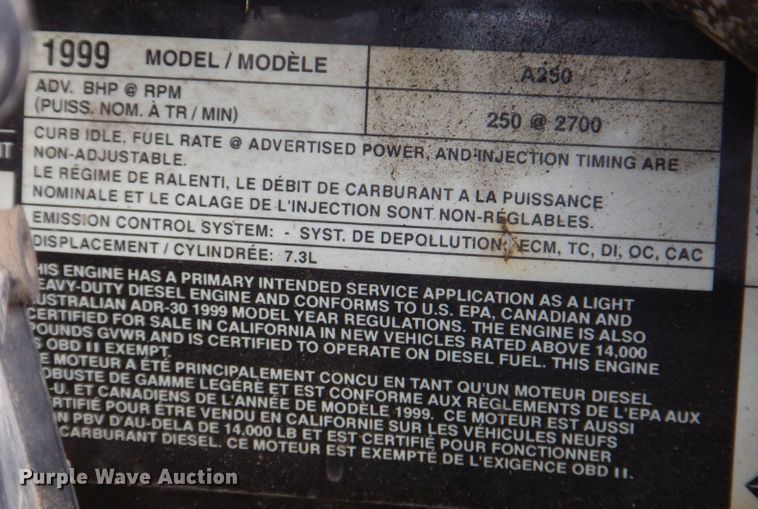 1999 MODEL / MODÈLE A250
ADV. BHP @ RPM
(PUISS. NOM. À TR / MIN) 250 @ 2700
CURB IDLE, FUEL RATE @ ADVERTISED POWER, AND INJECTION TIMING ARE
NON-ADJUSTABLE.
LE RÉGIME DE RALENTI, LE DÉBIT DE CARBURANT A LA PUISSANCE
NOMINALE ET LE CALAGE DE L'INJECTION SONT NON-RÉGLABLES.
EMISSION CONTROL SYSTEM: - SYST. DE DEPOLLUTION: ECM, TC, DI, OC, CAC
DISPLACEMENT / CYLINDRÉE: 7.3L
HIS ENGINE HAS A PRIMARY INTENDED SERVICE APPLICATION AS A LIGHT
EAVY-DUTY DIESEL ENGINE AND CONFORMS TO U.S. EPA, CANADIAN AND
USTRALIAN ADR-30 1999 MODEL YEAR REGULATIONS. THE ENGINE IS ALSO
ERTIFIED FOR SALE IN CALIFORNIA IN NEW VEHICLES RATED ABOVE 14,000
POUNDS GVWR AND IS CERTIFIED TO OPERATE ON DIESEL FUEL. THIS ENGINE
S OBD II EXEMPT.
E MOTEUR A ÉTÉ PRINCIPALEMENT CONCU EN TANT QU'UN MOTEUR DIESEL
OBUSTE DE GAMME LEGÈRE ET EST CONFORME AUX RÈGLEMENTS DE L'EPA AUX
-U. ET CANADIENS DE L'ANNÉE DE MODÈLE 1999. CE MOTEUR EST AUSSI
ERTIFIÉ POUR ÊTRE VENDU EN CALIFORNIE SUR LES VÉHICULES NEUFS
N PBV D'AU-DELA DE 14,000 LB ET EST CERTIFIÉ POUR FONCTIONNER
CARBURANT DIESEL. CE MOTEUR EST EXEMPTÉ DE L'EXIGENCE OBD II.
Purple Wave Auction